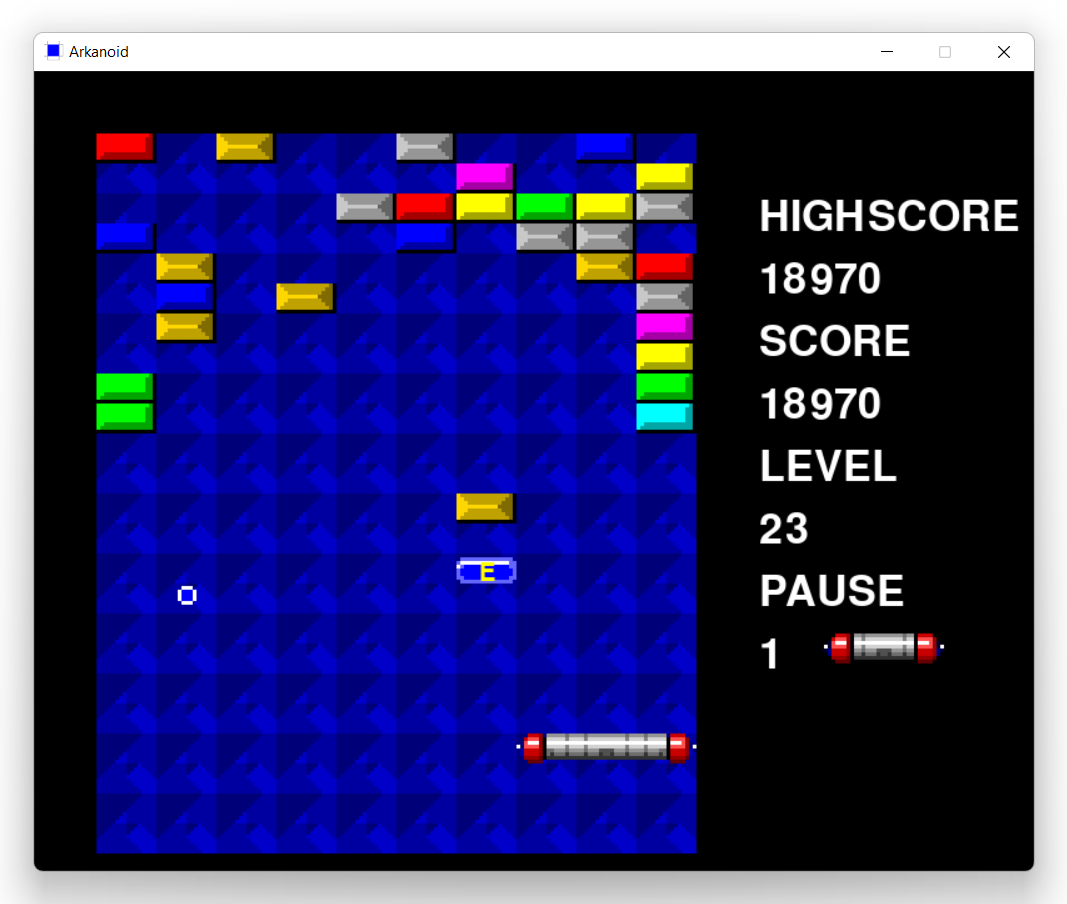 Arkanoid
HIGHSCORE
18970
SCORE
18970
LEVEL
23
E
PAUSE
1